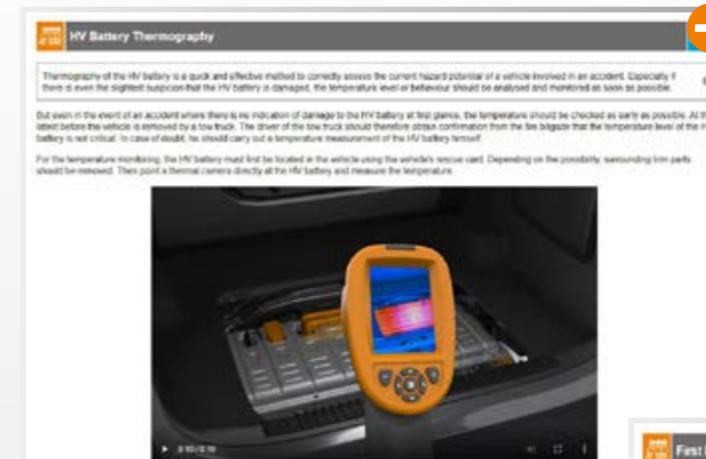 HV Battery Thermography
Thermography of the HV battery is a quick and effective method to correctly assess the current hazard potential of a vehicle involved in an accident. Especially if
there is even the slightest suspicion that the HV battery is damaged, the temperature level or behaviour should be analysed and monitored as soon as possible.
But even in the event of an accident where there is no indication of damage to the HV battery at first glance, the temperature should be checked as early as possible. At the
latest before the vehicle is removed by a tow truck. The driver of the tow truck should therefore obtain confirmation from the fire brigade that the temperature level of the HV
battery is not critical. In case of doubt, he should carry out a temperature measurement of the HV battery himself.
For the temperature monitoring, the HV battery must first be located in the vehicle using the vehicle's rescue card. Depending on the possibility, surrounding trim parts
should be removed. Then point a thermal camera directly at the HV battery and measure the temperature.
First